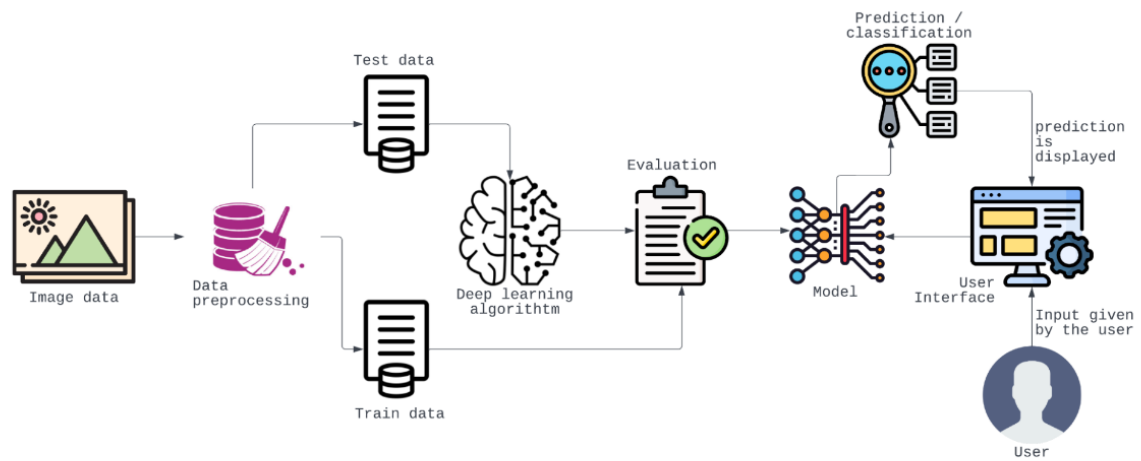 Prediction /
classification
Test data
prediction
is
displayed
Evaluation
Image data
Data
preprocessing
Deep learning
algorithtm
Model
User
Interface
Input given
by the user
Train data
User